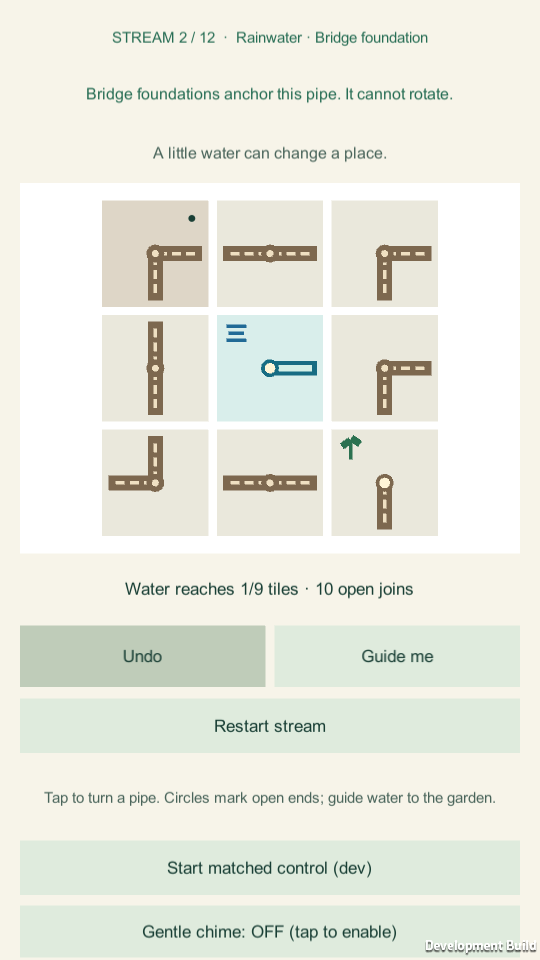 STREAM 2 / 12 · Rainwater · Bridge foundation
Bridge foundations anchor this pipe. It cannot rotate.
A little water can change a place.
Water reaches 1/9 tiles · 10 open joins
Undo
Guide me
Restart stream
Tap to turn a pipe. Circles mark open ends; guide water to the garden.
Start matched control (dev)
Gentle chime: OFF (tap to enable)
Development Build